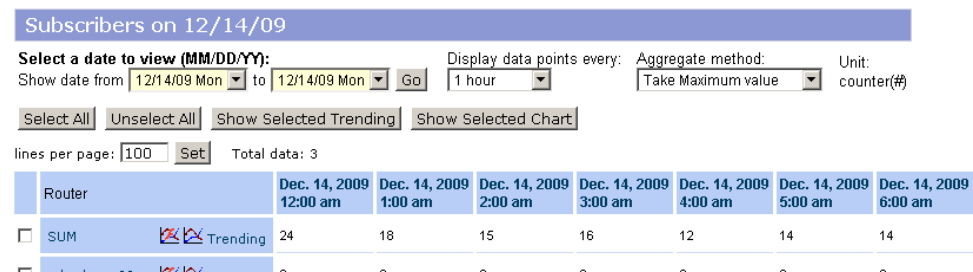 Subscribers on 12/14/09
Select a date to view (MM/DD/YY): Display data points every: Aggregate method: Unit:
Show date from 12/14/09 Mon to 12/14/09 Mon Go 1 hour Take Maximum value counter(#)
Select All Unselect All Show Selected Trending Show Selected Chart
lines per page: 100 Set Total data: 3
Router Dec. 14, 2009 12:00 am Dec. 14, 2009 1:00 am Dec. 14, 2009 2:00 am Dec. 14, 2009 3:00 am Dec. 14, 2009 4:00 am Dec. 14, 2009 5:00 am Dec. 14, 2009 6:00 am
SUM Trending 24 18 15 16 12 14 14